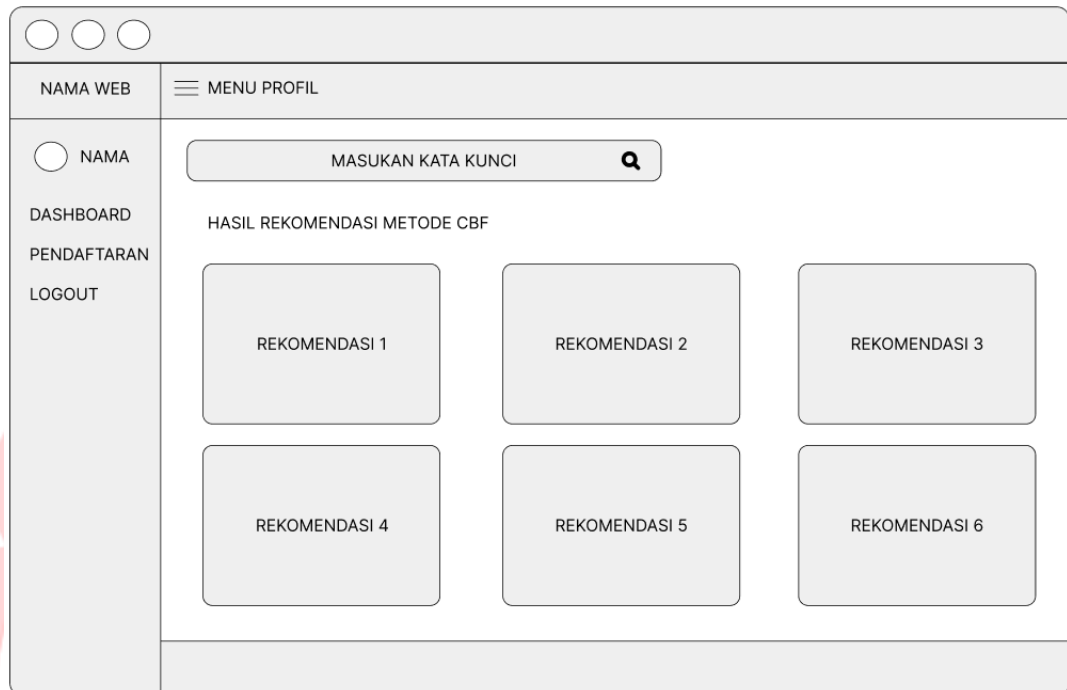 NAMA WEB
MENU PROFIL
NAMA
DASHBOARD
PENDAFTARAN
LOGOUT
MASUKAN KATA KUNCI
HASIL REKOMENDASI METODE CBF
REKOMENDASI 1
REKOMENDASI 2
REKOMENDASI 3
REKOMENDASI 4
REKOMENDASI 5
REKOMENDASI 6